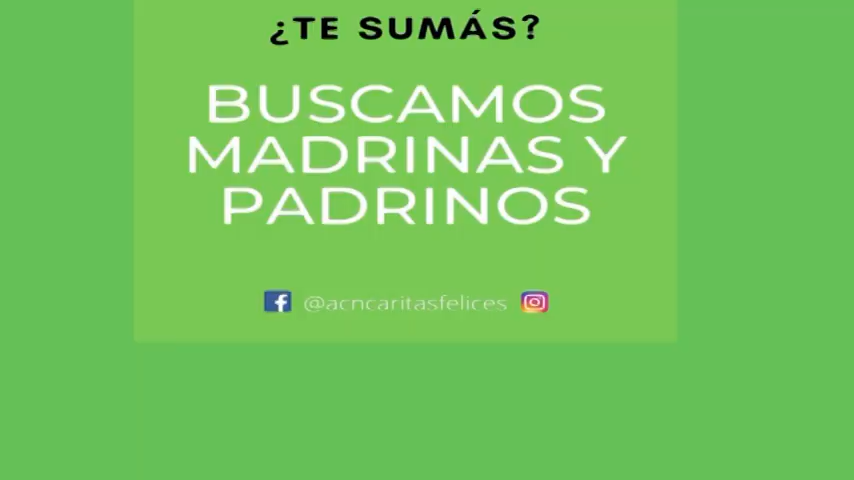 ¿TE SUMÁS?
BUSCAMOS
MADRINAS Y
PADRINOS
@acncaritasfelices